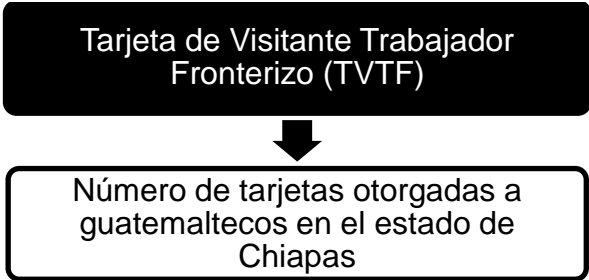 Tarjeta de Visitante Trabajador
Fronterizo (TVTF)
Número de tarjetas otorgadas a
guatemaltecos en el estado de
Chiapas